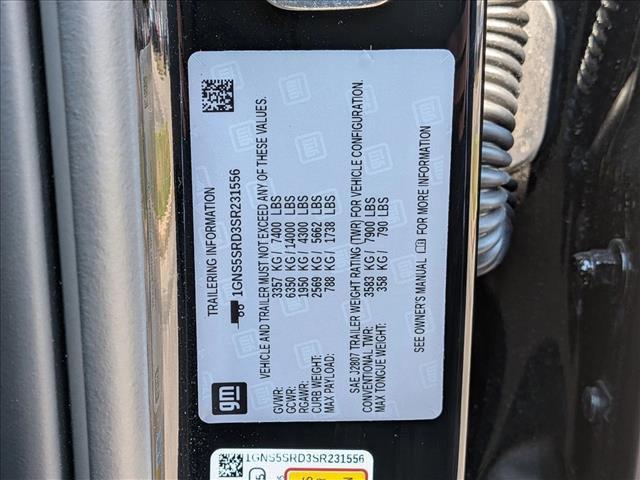 TRAILERING INFORMATION
1GNS5SRD3SR231556
VEHICLE AND TRAILER MUST NOT EXCEED ANY OF THESE VALUES.
GVWR: 3357 KG / 7400 LBS
GCWR: 6350 KG / 14000 LBS
RGAWR: 1950 KG / 4300 LBS
CURB WEIGHT: 2569 KG / 5662 LBS
MAX PAYLOAD: 788 KG / 1738 LBS
SAE J2807 TRAILER WEIGHT RATING (TWR) FOR VEHICLE CONFIGURATION.
CONVENTIONAL TWR: 3583 KG / 7900 LBS
MAX TONGUE WEIGHT: 358 KG / 790 LBS
SEE OWNER'S MANUAL FOR MORE INFORMATION
gm
1GNS5SRD3SR231556